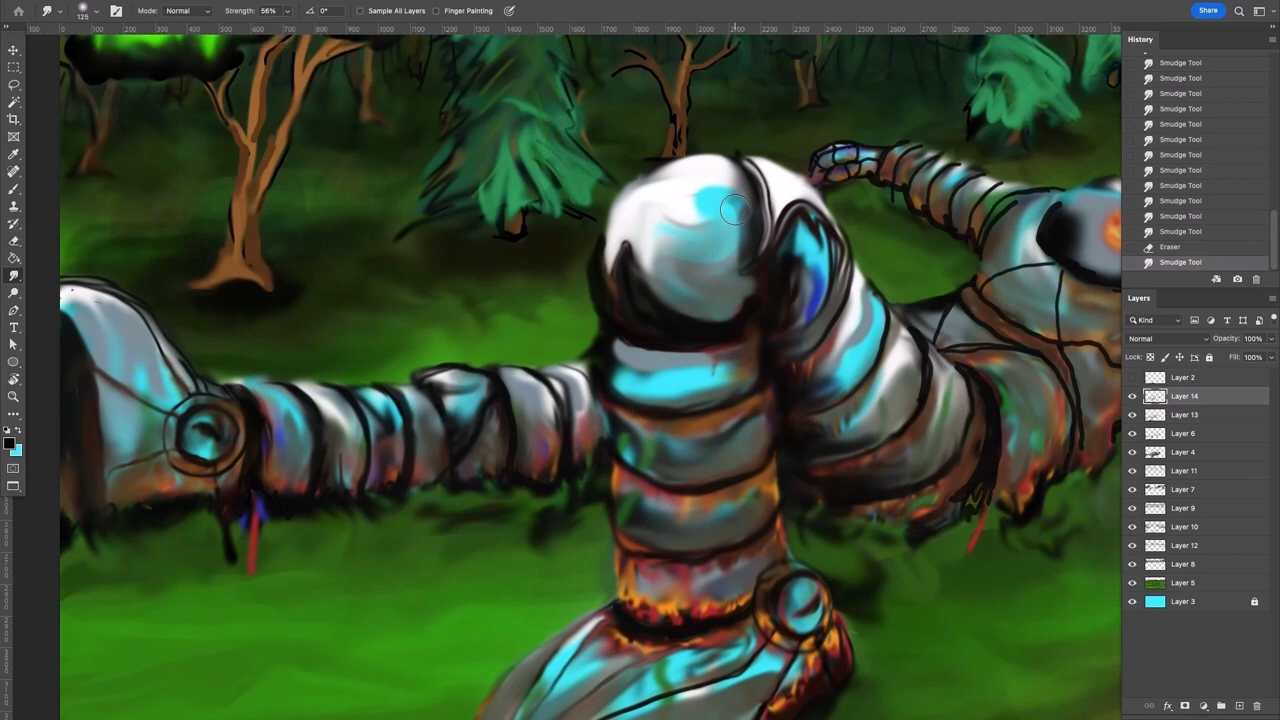 125
Mode: Normal
Strength: 56%
0°
Sample All Layers
Finger Painting
Share
History
Smudge Tool
Smudge Tool
Smudge Tool
Smudge Tool
Smudge Tool
Smudge Tool
Smudge Tool
Smudge Tool
Smudge Tool
Smudge Tool
Smudge Tool
Smudge Tool
Eraser
Smudge Tool
Layers
Kind
Normal
Opacity: 100%
Lock:
Fill: 100%
Layer 2
Layer 14
Layer 13
Layer 6
Layer 4
Layer 11
Layer 7
Layer 9
Layer 10
Layer 12
Layer 8
Layer 5
Layer 3